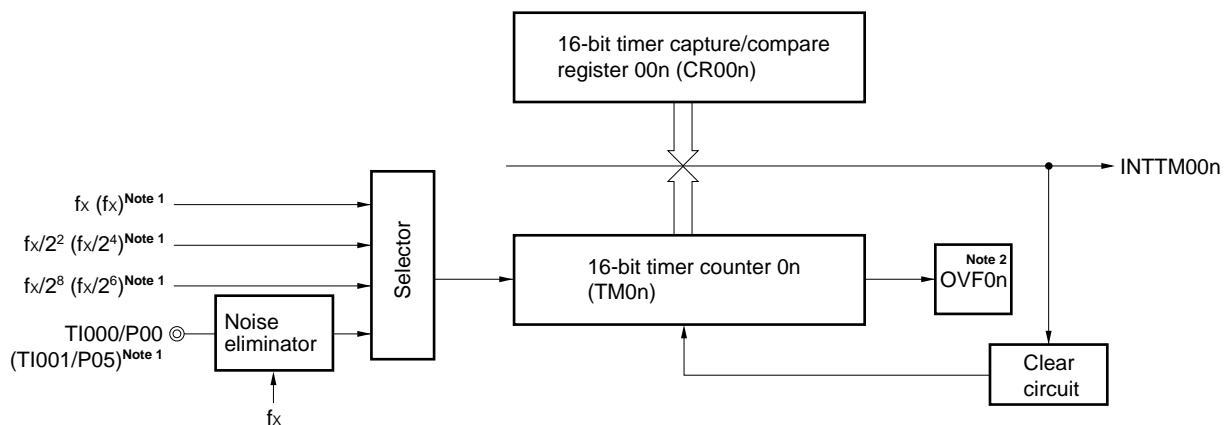 16-bit timer capture/compare
register 00n (CR00n)
INTTM00n
fX (fX)Note 1
fX/2² (fX/2⁴)Note 1
fX/2⁸ (fX/2⁶)Note 1
TI000/P00
(TI001/P05)Note 1
Noise
eliminator
fX
Selector
16-bit timer counter 0n
(TM0n)
Note 2
OVF0n
Clear
circuit